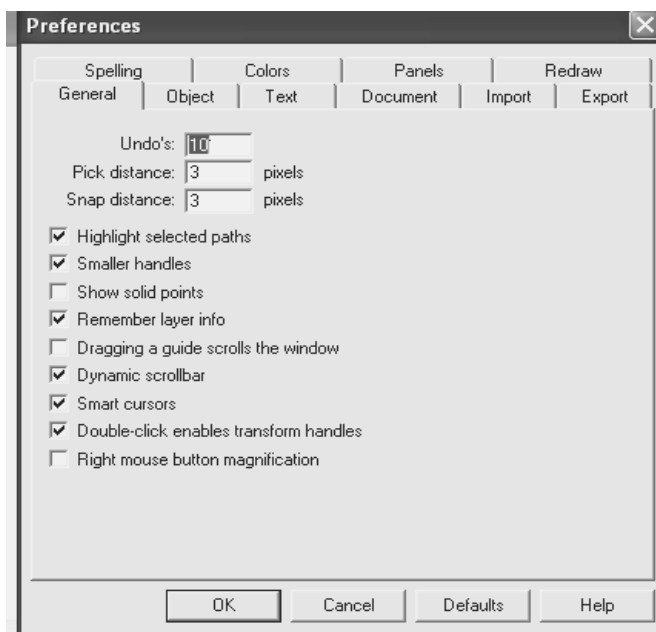 Preferences
Spelling Colors Panels Redraw
General Object Text Document Import Export
Undo's: 10
Pick distance: 3 pixels
Snap distance: 3 pixels
Highlight selected paths
Smaller handles
Show solid points
Remember layer info
Dragging a guide scrolls the window
Dynamic scrollbar
Smart cursors
Double-click enables transform handles
Right mouse button magnification
OK Cancel Defaults Help